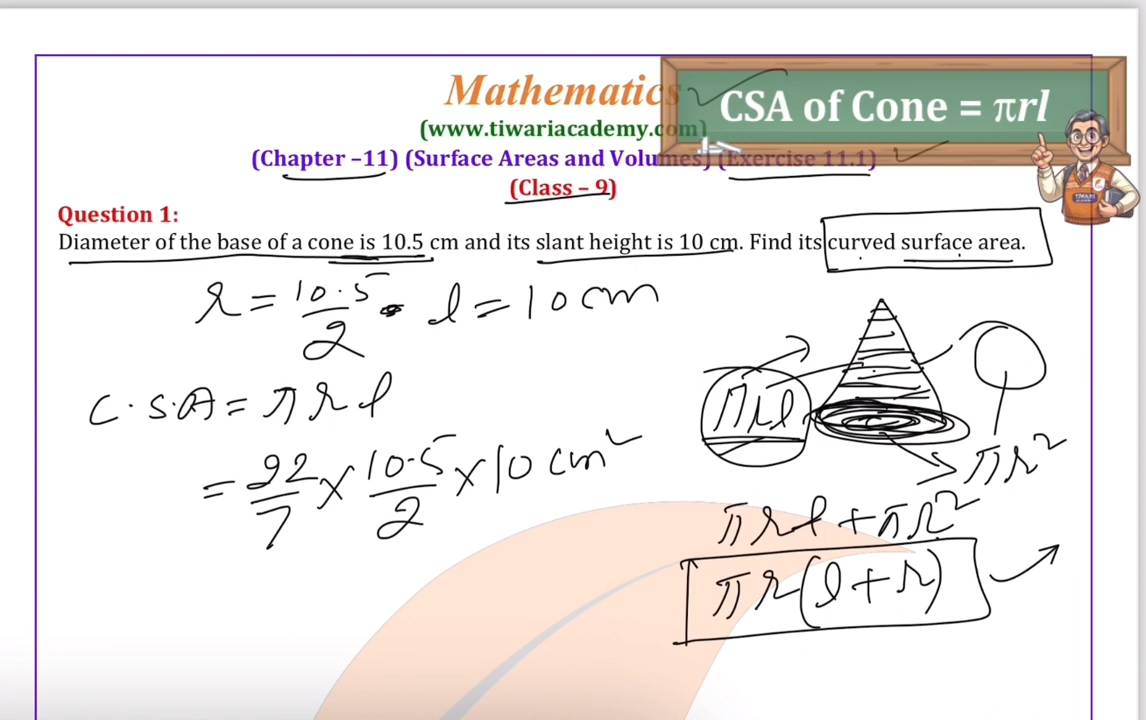 Mathematics
CSA of Cone = πrl
(www.tiwariacademy.com)
(Chapter –11) (Surface Areas and Volumes) (Exercise 11.1)
(Class – 9)
TIWARI
Question 1:
Diameter of the base of a cone is 10.5 cm and its slant height is 10 cm. Find its curved surface area.
r = 10.5/2 l = 10 cm
C.S.A = πrl
= 22/7 × 10.5/2 × 10 cm²
πrl
πr²
πrl + πr²
πr(l + r)